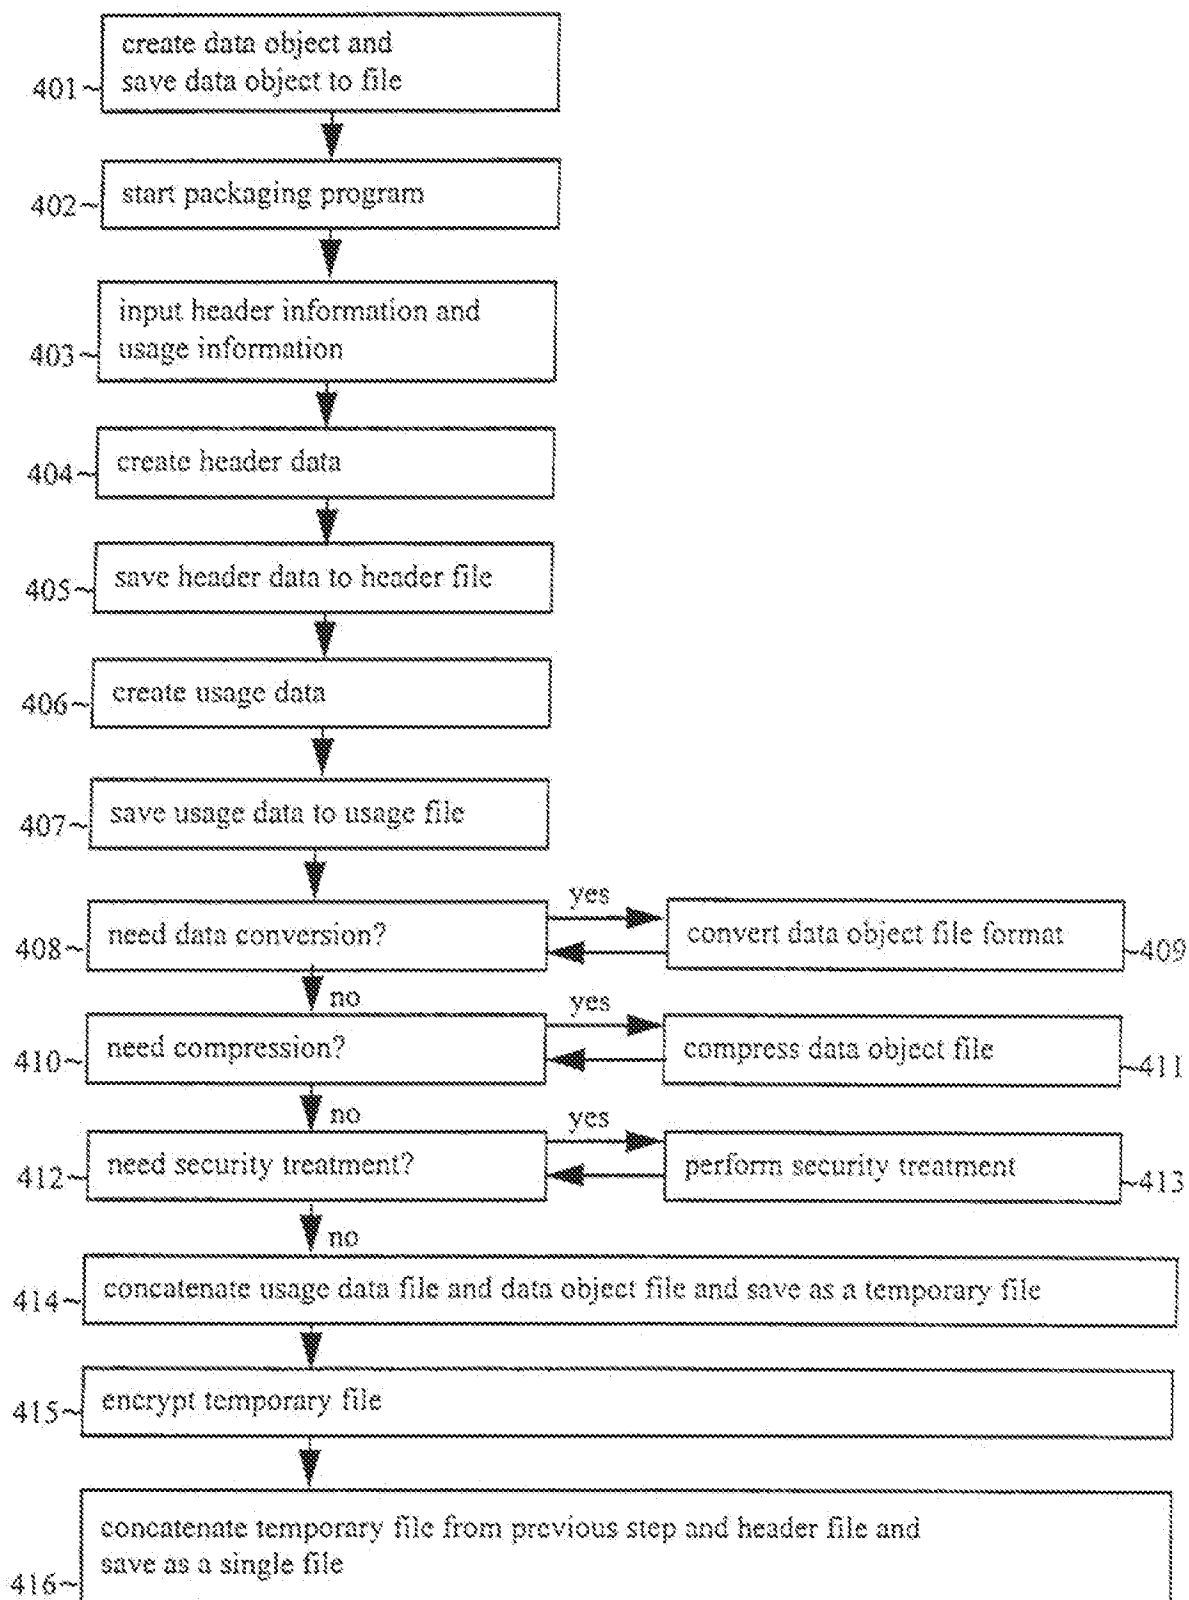 create data object and
save data object to file
401
start packaging program
402
input header information and
usage information
403
create header data
404
save header data to header file
405
create usage data
406
save usage data to usage file
407
need data conversion?
408
yes
convert data object file format
409
no
need compression?
410
yes
compress data object file
411
no
need security treatment?
412
yes
perform security treatment
413
no
concatenate usage data file and data object file and save as a temporary file
414
encrypt temporary file
415
concatenate temporary file from previous step and header file and
save as a single file
416